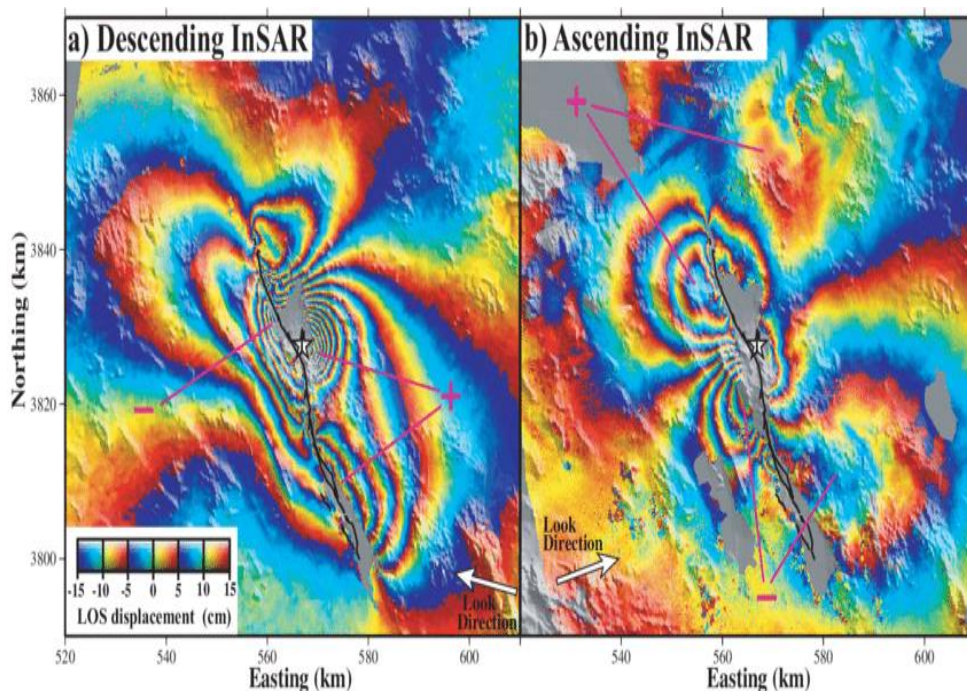 a) Descending InSAR
b) Ascending InSAR
3860
3840
3820
3800
Northing (km)
+
−
+
−
Look
Direction
Look
Direction
-15 -10 -5 0 5 10 15
LOS displacement (cm)
520 540 560 580 600
540 560 580 600
Easting (km)
Easting (km)